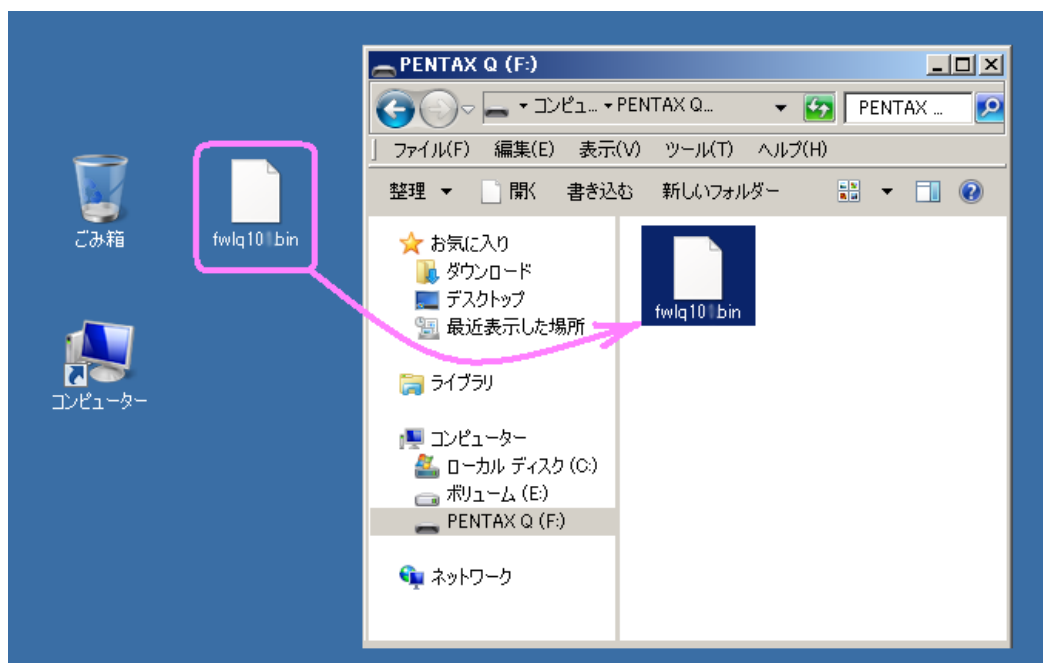 ごみ箱
fwlq10 .bin
コンピューター
PENTAX Q (F:)
コンピュ... PENTAX Q...
PENTAX ...
ファイル(F) 編集(E) 表示(V) ツール(T) ヘルプ(H)
整理 開く 書き込む 新しいフォルダー
お気に入り
ダウンロード
デスクトップ
最近表示した場所
ライブラリ
コンピューター
ローカル ディスク (C:)
ボリューム (E:)
PENTAX Q (F:)
ネットワーク
fwlq10 .bin